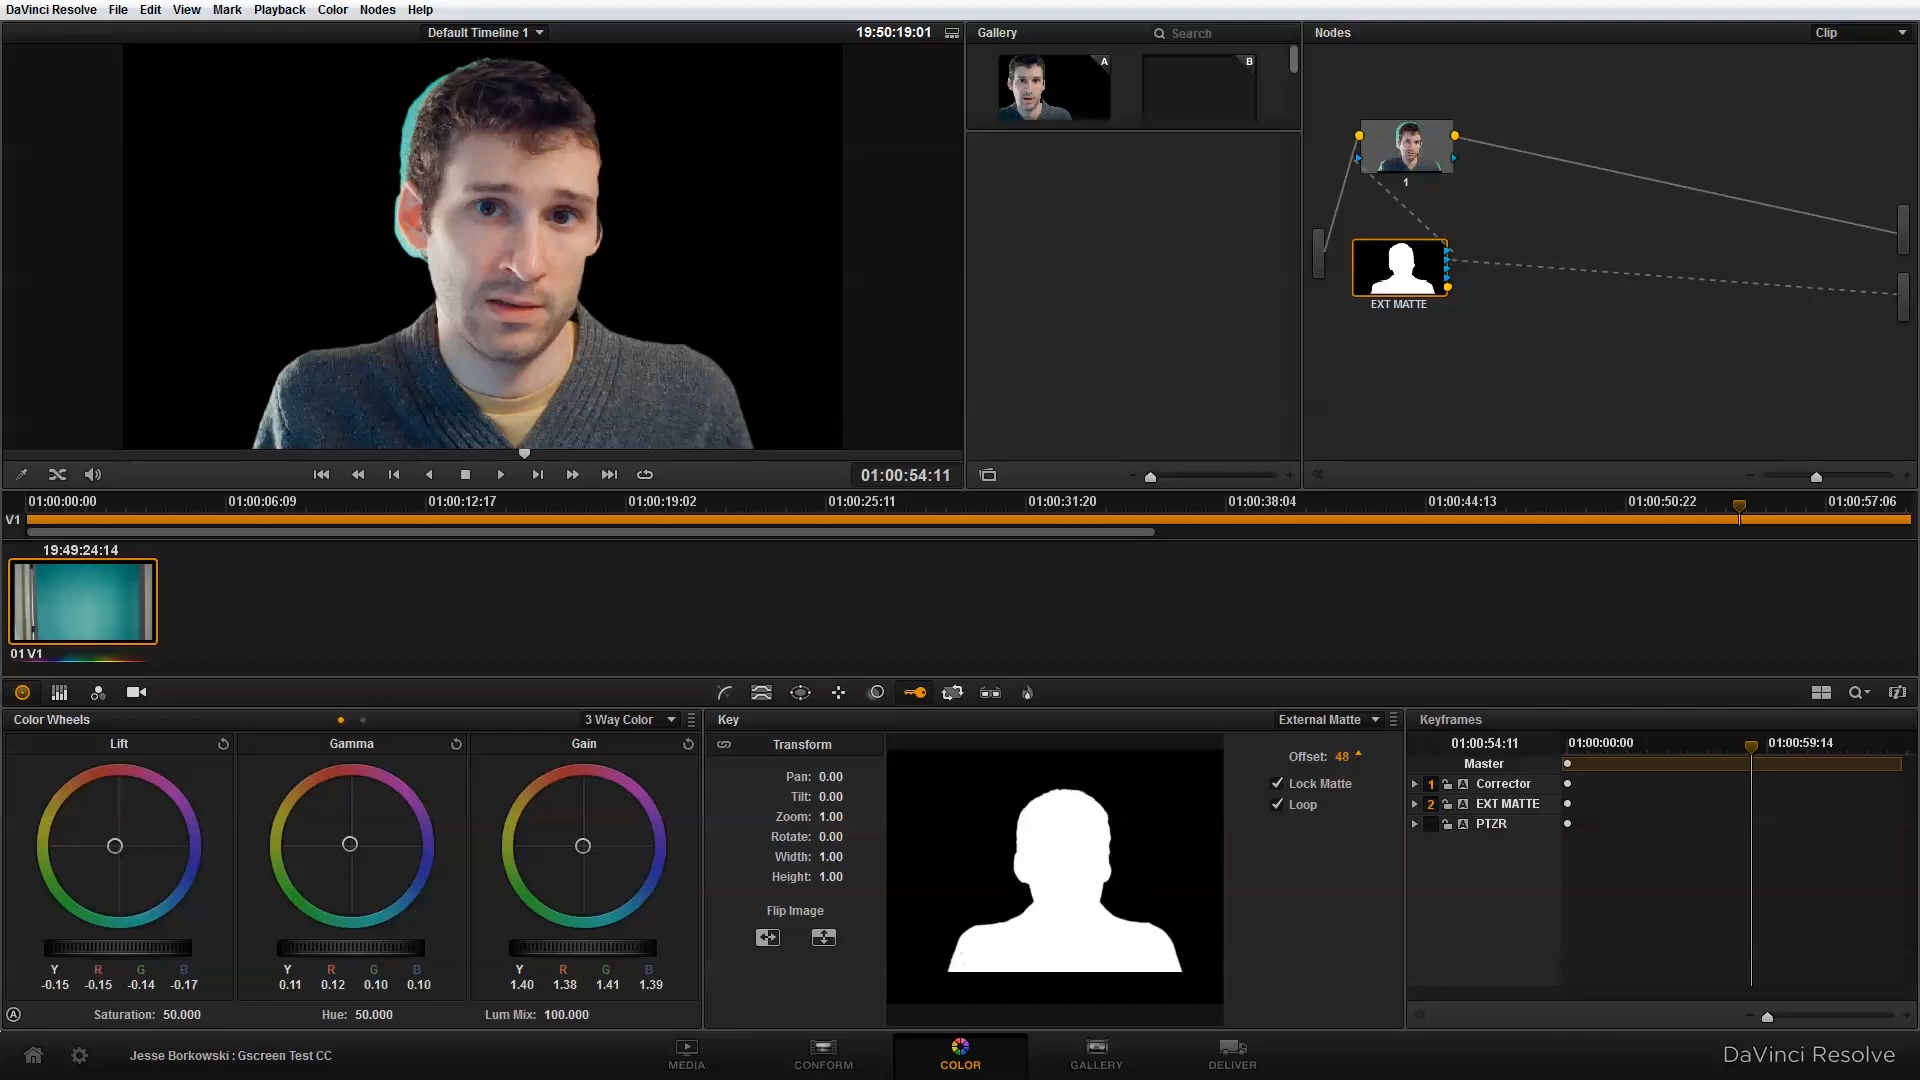 DaVinci Resolve File Edit View Mark Playback Color Nodes Help
Default Timeline 1 19:50:19:01
Gallery Search
Nodes Clip
A B
1
EXT MATTE
01:00:54:11
01:00:00:00 01:00:06:09 01:00:12:17 01:00:19:02 01:00:25:11 01:00:31:20 01:00:38:04 01:00:44:13 01:00:50:22 01:00:57:06
V1
19:49:24:14
01 V1
Color Wheels 3 Way Color
Lift Gamma Gain
Y R G B Y R G B Y R G B
-0.15 -0.15 -0.14 -0.17 0.11 0.12 0.10 0.10 1.40 1.38 1.41 1.39
A Saturation: 50.000 Hue: 50.000 Lum Mix: 100.000
Key External Matte
Transform
Pan: 0.00
Tilt: 0.00
Zoom: 1.00
Rotate: 0.00
Width: 1.00
Height: 1.00
Flip Image
Offset: 48
Lock Matte
Loop
Keyframes
01:00:54:11 01:00:00:00 01:00:59:14
Master
1 A Corrector
2 A EXT MATTE
A PTZR
Jesse Borkowski : Gscreen Test CC
MEDIA CONFORM COLOR GALLERY DELIVER
DaVinci Resolve